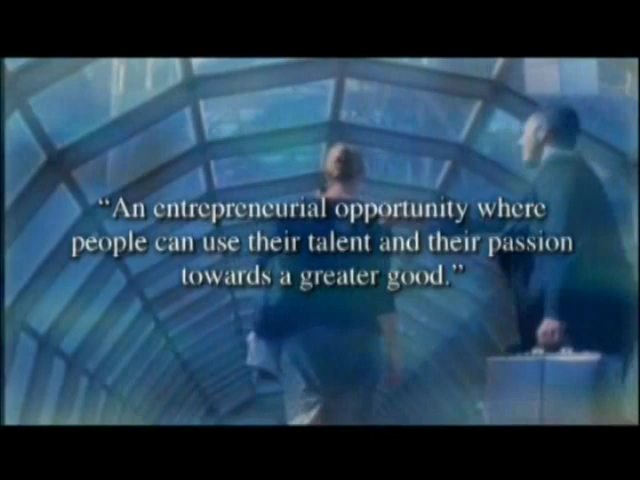 “An entrepreneurial opportunity where
people can use their talent and their passion
towards a greater good.”